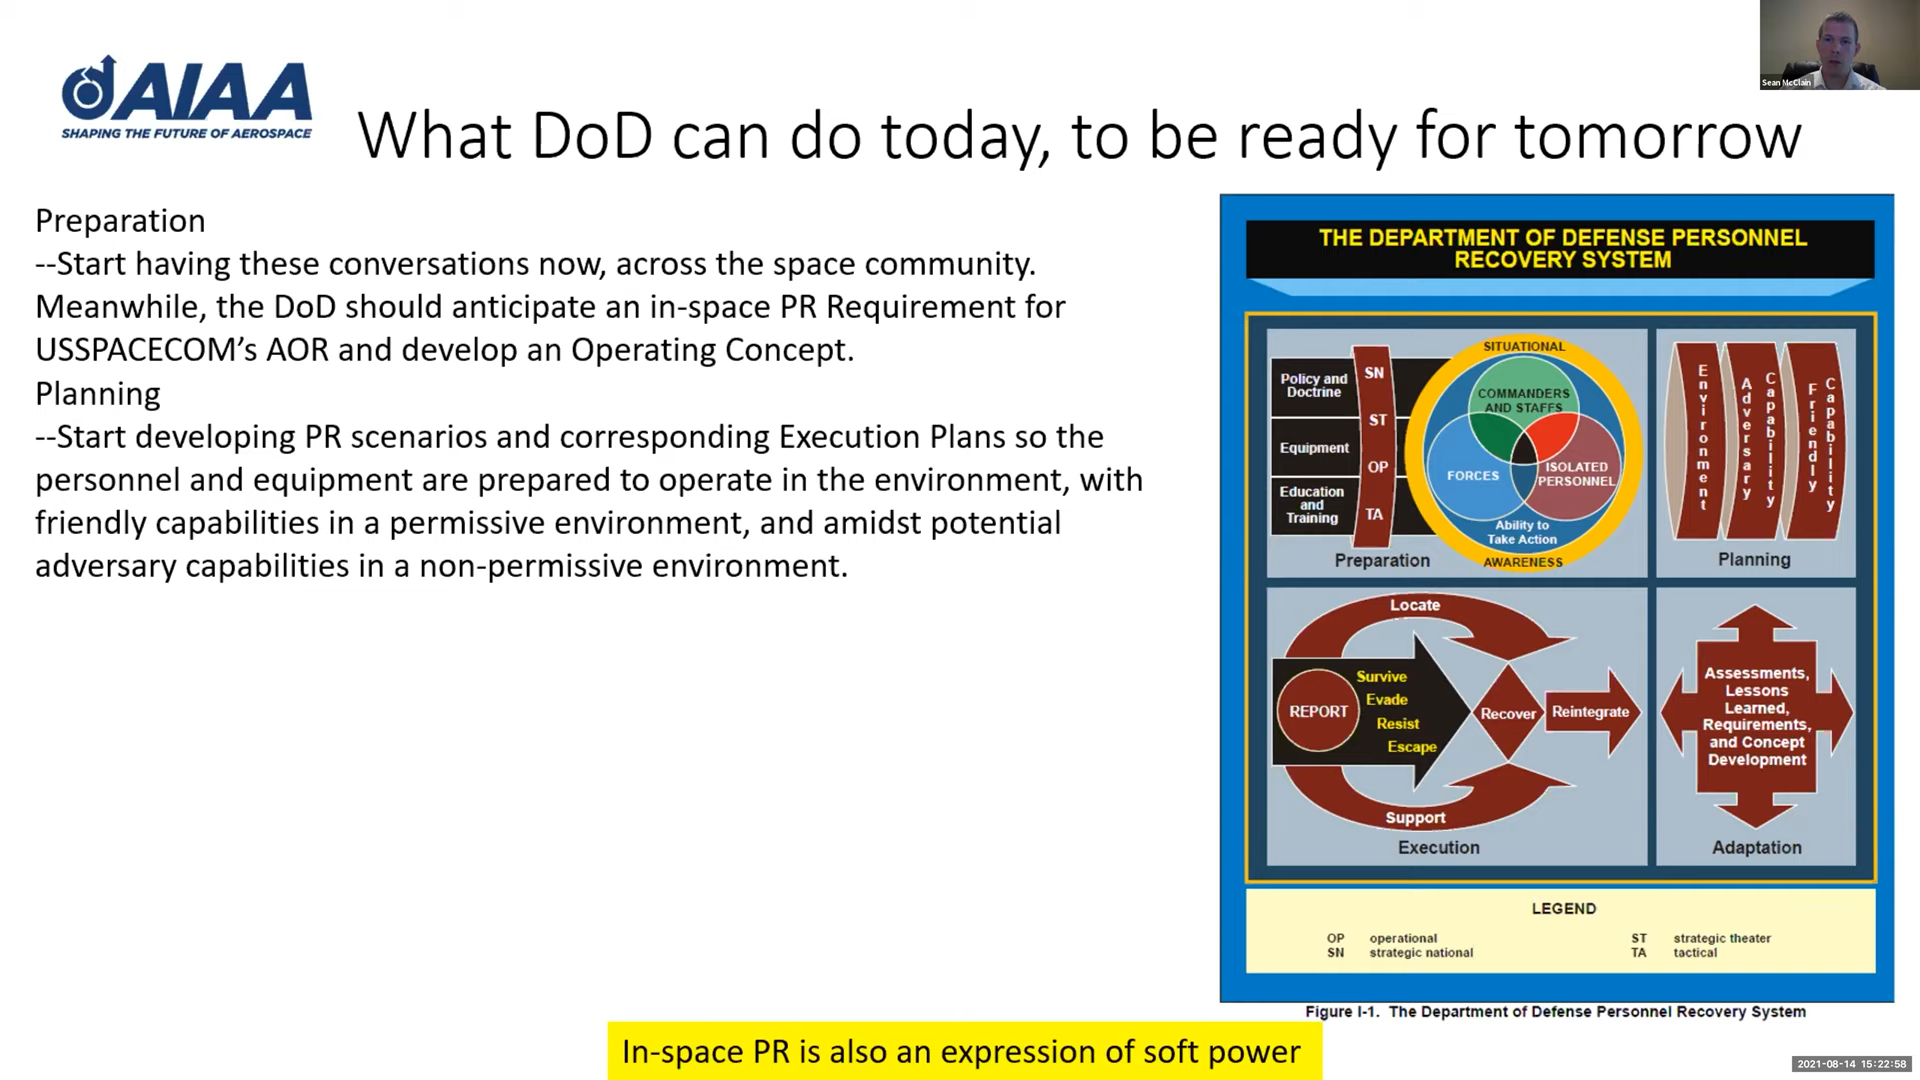 Sean McClain
AIAA
SHAPING THE FUTURE OF AEROSPACE
What DoD can do today, to be ready for tomorrow
Preparation
--Start having these conversations now, across the space community.
Meanwhile, the DoD should anticipate an in-space PR Requirement for
USSPACECOM’s AOR and develop an Operating Concept.
Planning
--Start developing PR scenarios and corresponding Execution Plans so the
personnel and equipment are prepared to operate in the environment, with
friendly capabilities in a permissive environment, and amidst potential
adversary capabilities in a non-permissive environment.
THE DEPARTMENT OF DEFENSE PERSONNEL
RECOVERY SYSTEM
Policy and
Doctrine
Equipment
Education
and
Training
SN
ST
OP
TA
SITUATIONAL
COMMANDERS
AND STAFFS
FORCES
ISOLATED
PERSONNEL
Ability to
Take Action
AWARENESS
Preparation
Environment
Adversary
Capability
Friendly
Capability
Planning
Locate
REPORT
Survive
Evade
Resist
Escape
Recover
Reintegrate
Support
Execution
Assessments,
Lessons
Learned,
Requirements,
and Concept
Development
Adaptation
LEGEND
OP operational
SN strategic national
ST strategic theater
TA tactical
Figure I-1. The Department of Defense Personnel Recovery System
In-space PR is also an expression of soft power
2021-08-14 15:22:58